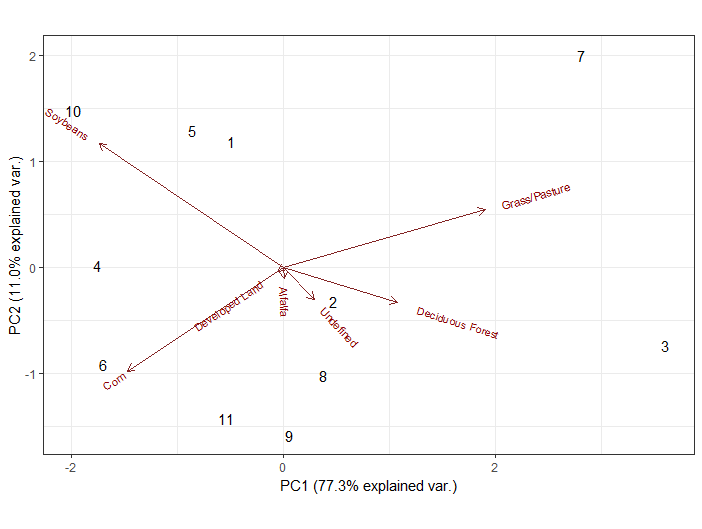 2
1
0
-1
PC2 (11.0% explained var.)
7
10
Soybeans
5
1
Grass/Pasture
4
Developed Land
Alfalfa
2
Undefined
Deciduous Forest
3
6
Corn
8
11
9
-2
0
2
PC1 (77.3% explained var.)